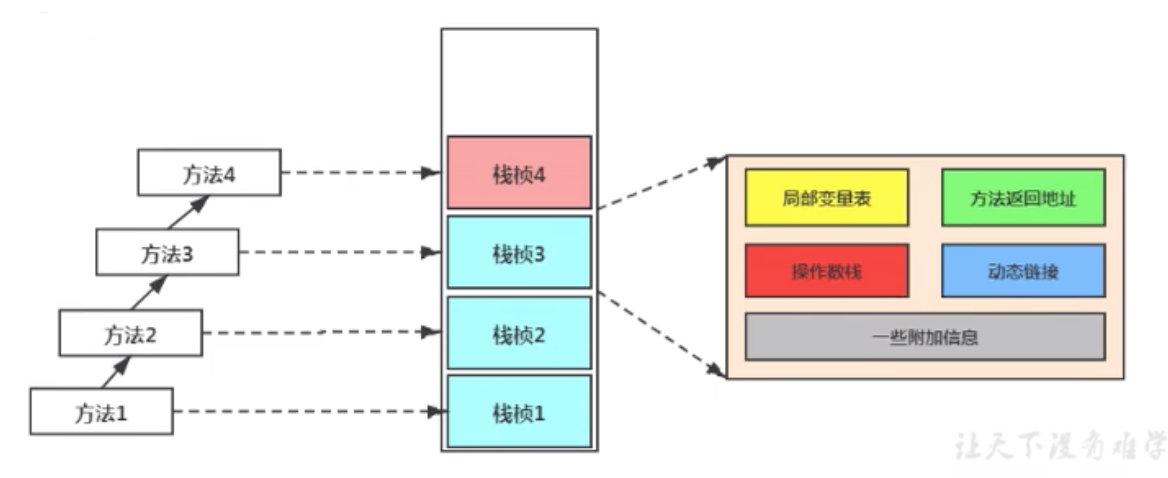 方法4
栈桢4
方法3
栈桢3
方法2
栈桢2
方法1
栈桢1
局部变量表
方法返回地址
操作数栈
动态链接
一些附加信息
让天下没有难学